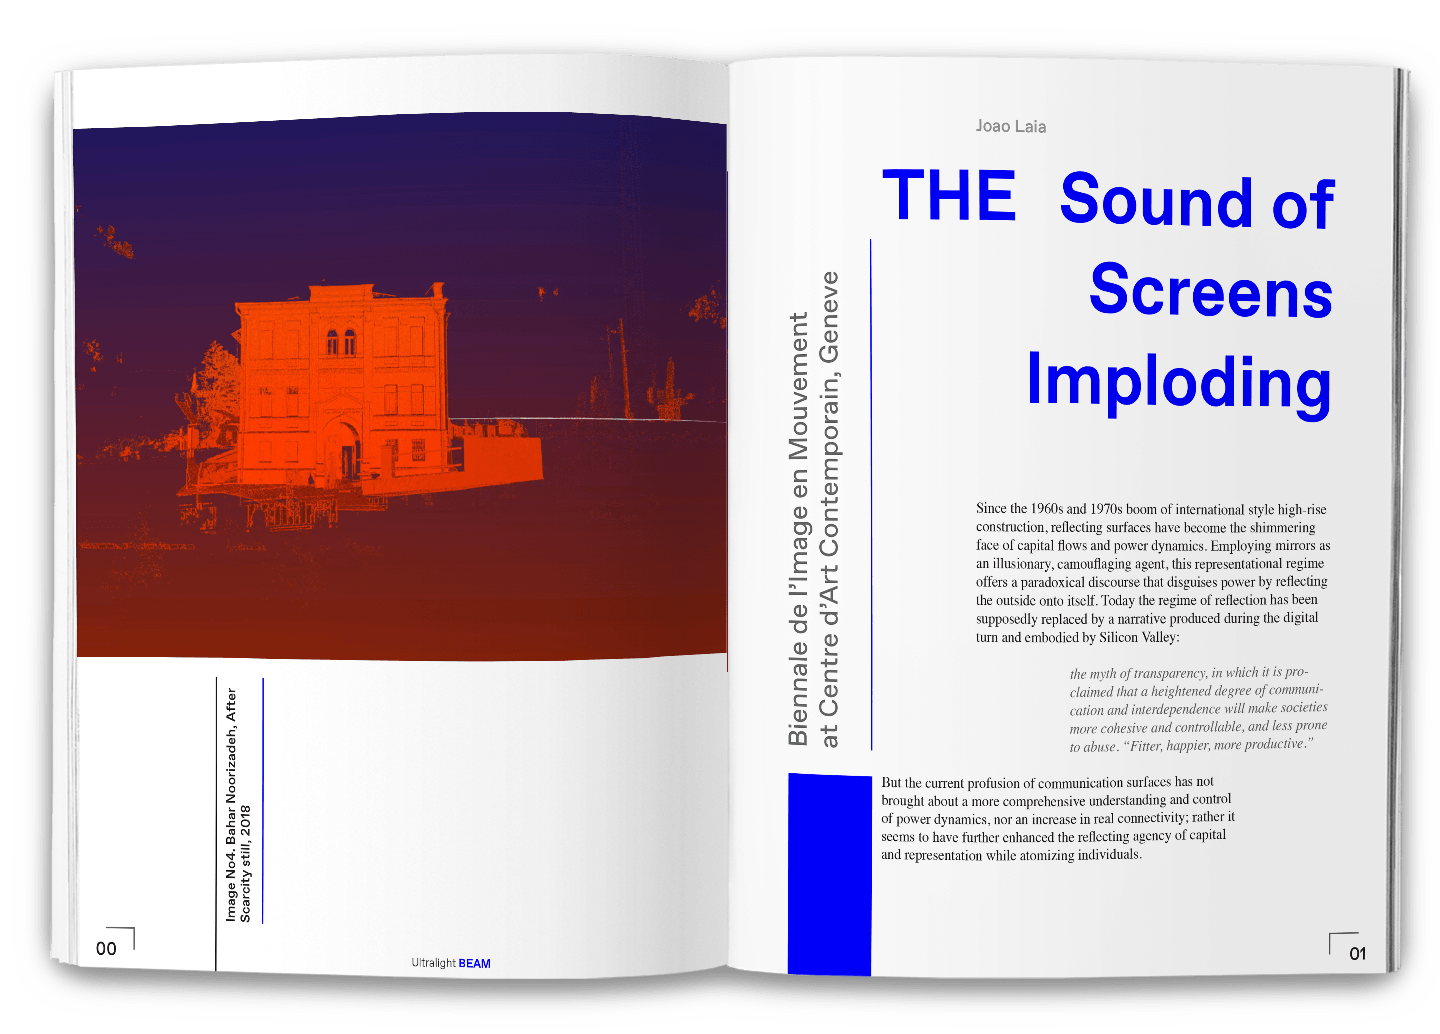 Image No4. Bahar Noorizadeh, After
Scarcity still, 2018
00
Ultralight BEAM
Joao Laia
THE Sound of
Screens
Imploding
Biennale de l'Image en Mouvement
at Centre d'Art Contemporain, Geneve
Since the 1960s and 1970s boom of international style high-rise
construction, reflecting surfaces have become the shimmering
face of capital flows and power dynamics. Employing mirrors as
an illusionary, camouflaging agent, this representational regime
offers a paradoxical discourse that disguises power by reflecting
the outside onto itself. Today the regime of reflection has been
supposedly replaced by a narrative produced during the digital
turn and embodied by Silicon Valley:
the myth of transparency, in which it is pro-
claimed that a heightened degree of communi-
cation and interdependence will make societies
more cohesive and controllable, and less prone
to abuse. “Fitter, happier, more productive.”
But the current profusion of communication surfaces has not
brought about a more comprehensive understanding and control
of power dynamics, nor an increase in real connectivity; rather it
seems to have further enhanced the reflecting agency of capital
and representation while atomizing individuals.
01